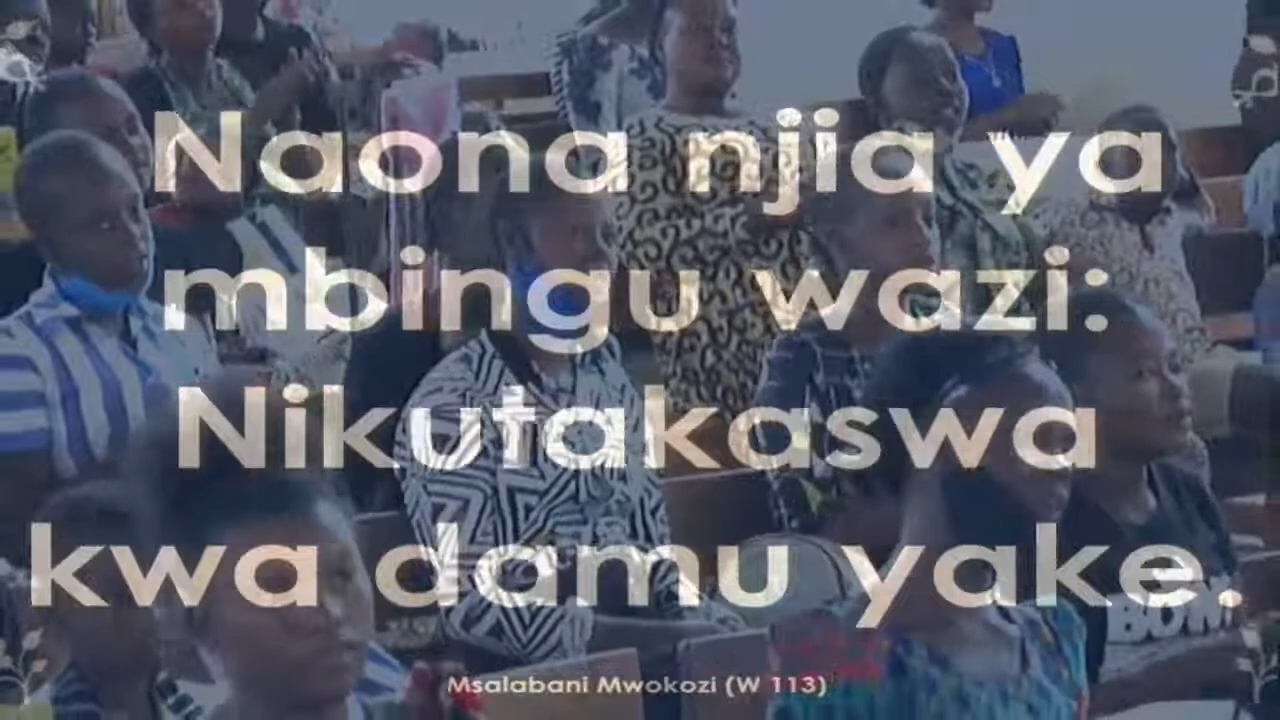 Naona njia ya
mbingu wazi:
Nikutakaswa
kwa damu yake.
Msalabani Mwokozi (W 113)